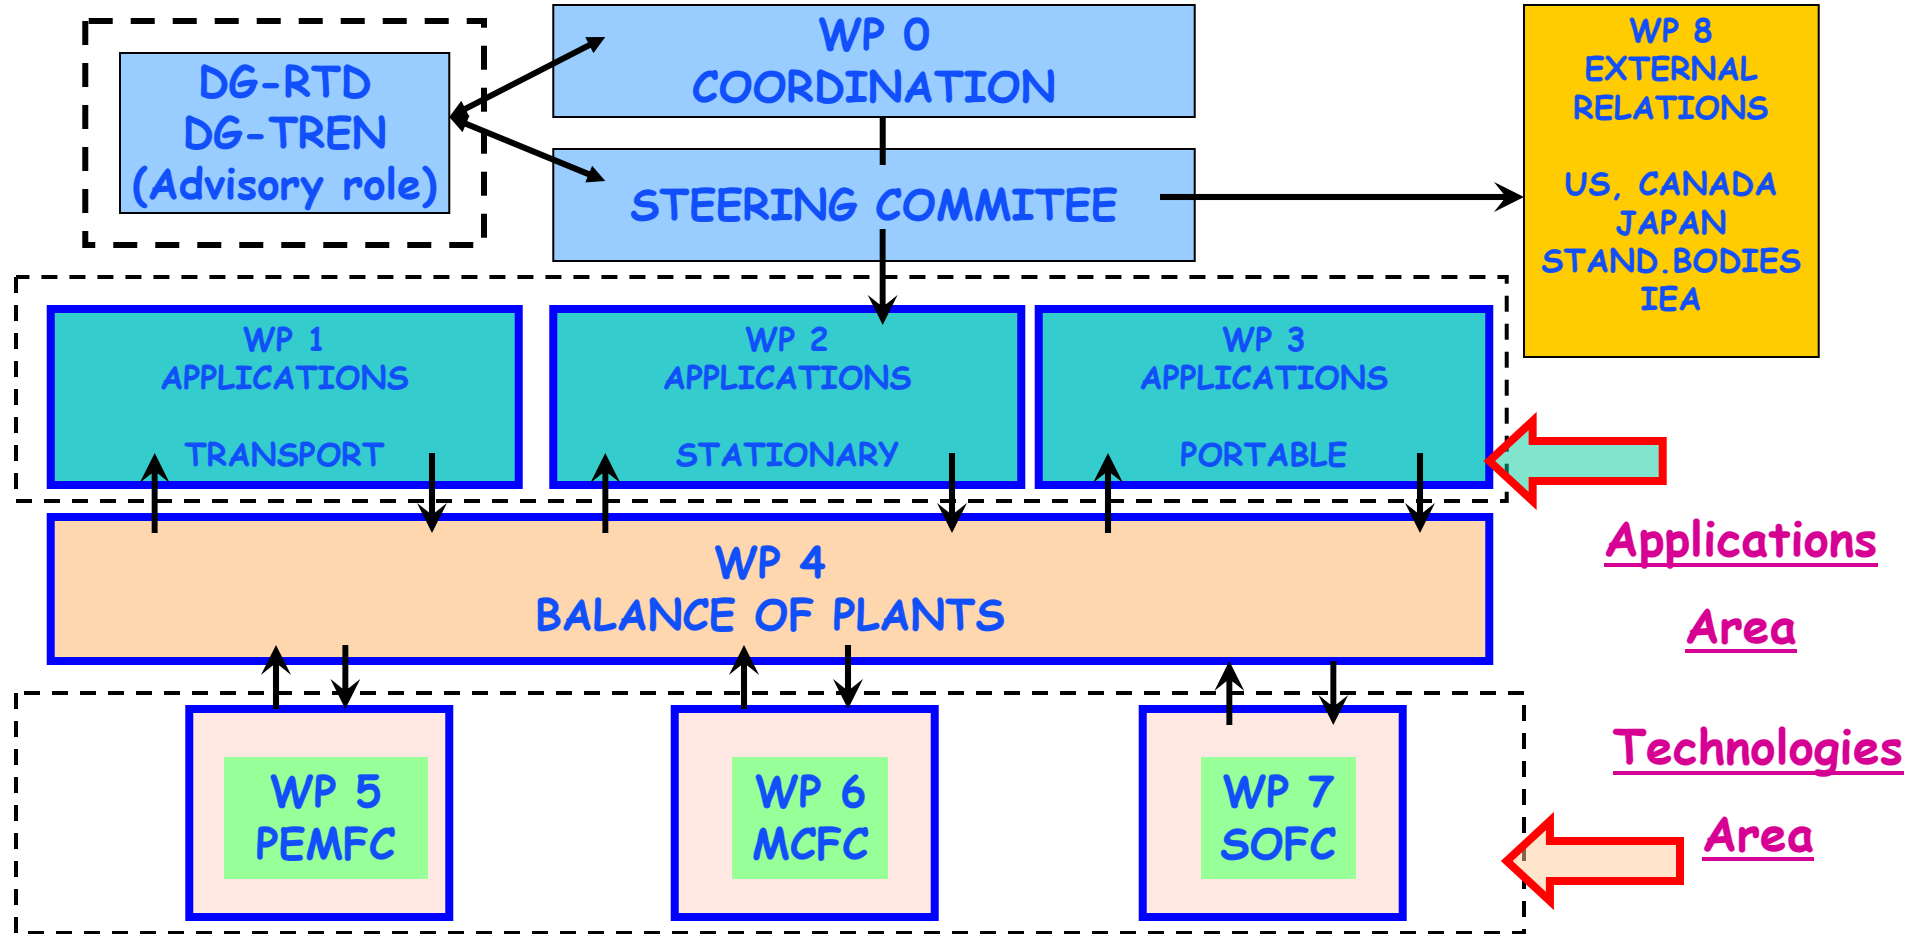 DG-RTD
DG-TREN
(Advisory role)
WP 0
COORDINATION
STEERING COMMITEE
WP 8
EXTERNAL
RELATIONS
US, CANADA
JAPAN
STAND.BODIES
IEA
WP 1
APPLICATIONS
TRANSPORT
WP 2
APPLICATIONS
STATIONARY
WP 3
APPLICATIONS
PORTABLE
Applications
Area
WP 4
BALANCE OF PLANTS
Technologies
Area
WP 5
PEMFC
WP 6
MCFC
WP 7
SOFC